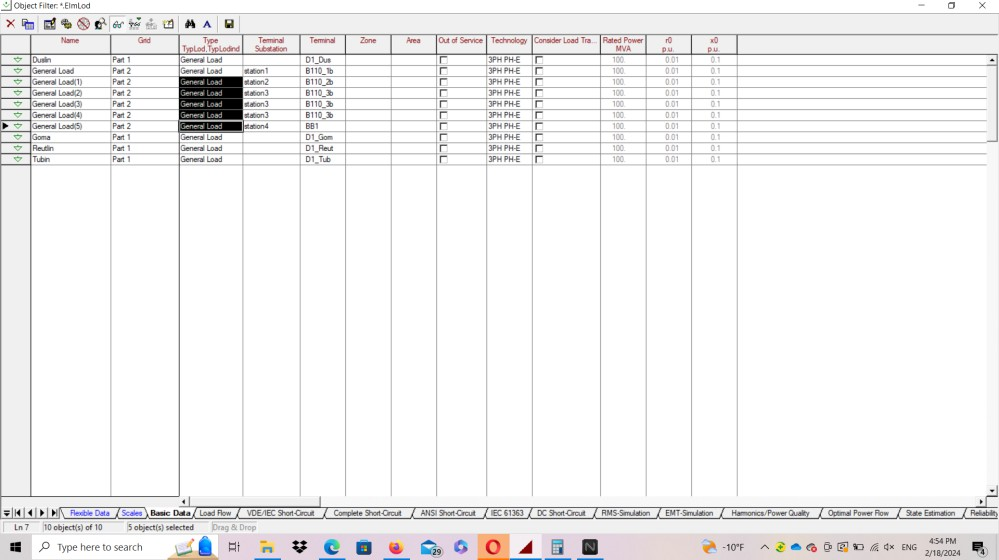 Object Filter: *.ElmLod
Name Grid Type Terminal Terminal Zone Area Out of Service Technology Consider Load Tra... Rated Power r0 x0
TypLod,TypLodind Substation MVA p.u. p.u.
Duslin Part 1 General Load D1_Dus 3PH PH-E 100. 0.01 0.1
General Load Part 2 General Load station1 B110_1b 3PH PH-E 100. 0.01 0.1
General Load(1) Part 2 General Load station2 B110_2b 3PH PH-E 100. 0.01 0.1
General Load(2) Part 2 General Load station3 B110_3b 3PH PH-E 100. 0.01 0.1
General Load(3) Part 2 General Load station3 B110_3b 3PH PH-E 100. 0.01 0.1
General Load(4) Part 2 General Load station3 B110_3b 3PH PH-E 100. 0.01 0.1
General Load(5) Part 2 General Load station4 BB1 3PH PH-E 100. 0.01 0.1
Goma Part 1 General Load D1_Gom 3PH PH-E 100. 0.01 0.1
Reutlin Part 1 General Load D1_Reut 3PH PH-E 100. 0.01 0.1
Tubin Part 1 General Load D1_Tub 3PH PH-E 100. 0.01 0.1
Flexible Data Scales Basic Data Load Flow VDE/IEC Short-Circuit Complete Short-Circuit ANSI Short-Circuit IEC 61363 DC Short-Circuit RMS-Simulation EMT-Simulation Harmonics/Power Quality Optimal Power Flow State Estimation Reliability
Ln 7 10 object(s) of 10 5 object(s) selected Drag & Drop
Type here to search 29 -10°F ENG 4:54 PM
2/18/2024 4